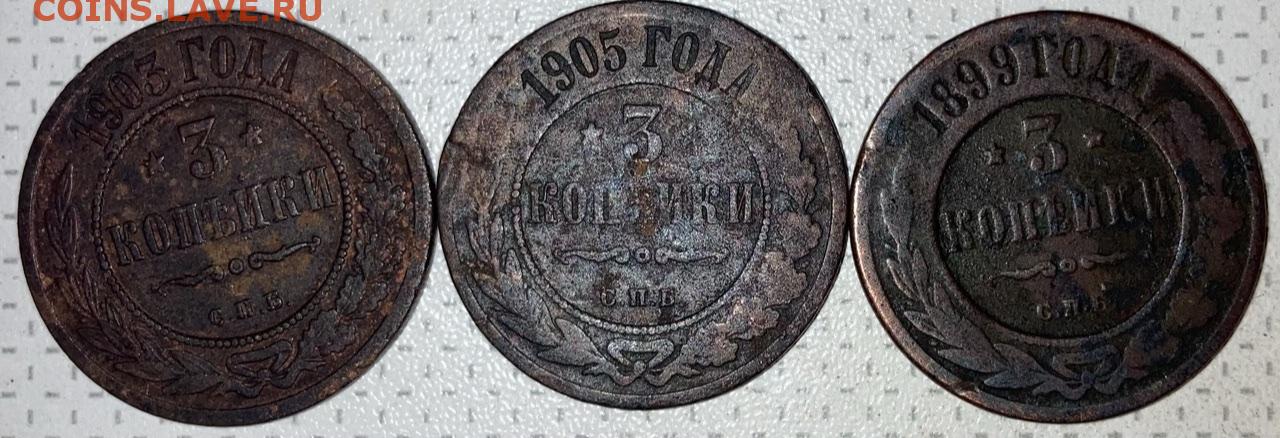 COINS.LAVE.RU
1903 ГОДА
3
КОПѢЙКИ
С.П.Б.
1905 ГОДА
3
КОПѢЙКИ
С.П.Б.
1899 ГОДА
3
КОПѢЙКИ
С.П.Б.